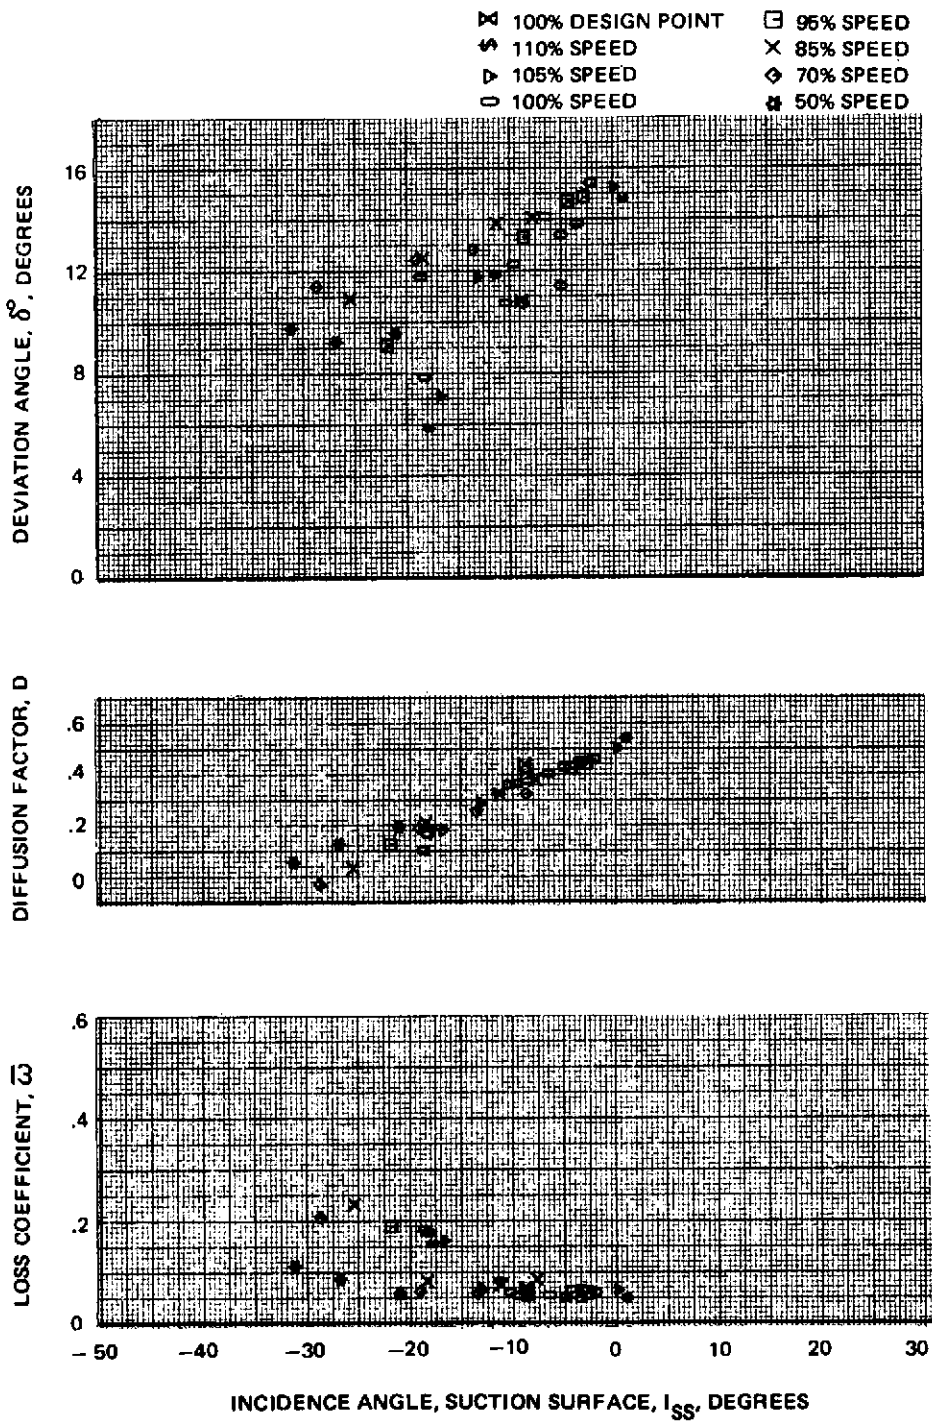 100% DESIGN POINT
110% SPEED
105% SPEED
100% SPEED
95% SPEED
85% SPEED
70% SPEED
50% SPEED
DEVIATION ANGLE, δ°, DEGREES
16
12
8
4
0
DIFFUSION FACTOR, D
.6
.4
.2
0
LOSS COEFFICIENT, ω̅
.6
.4
.2
0
−50 −40 −30 −20 −10 0 10 20 30
INCIDENCE ANGLE, SUCTION SURFACE, ISS, DEGREES